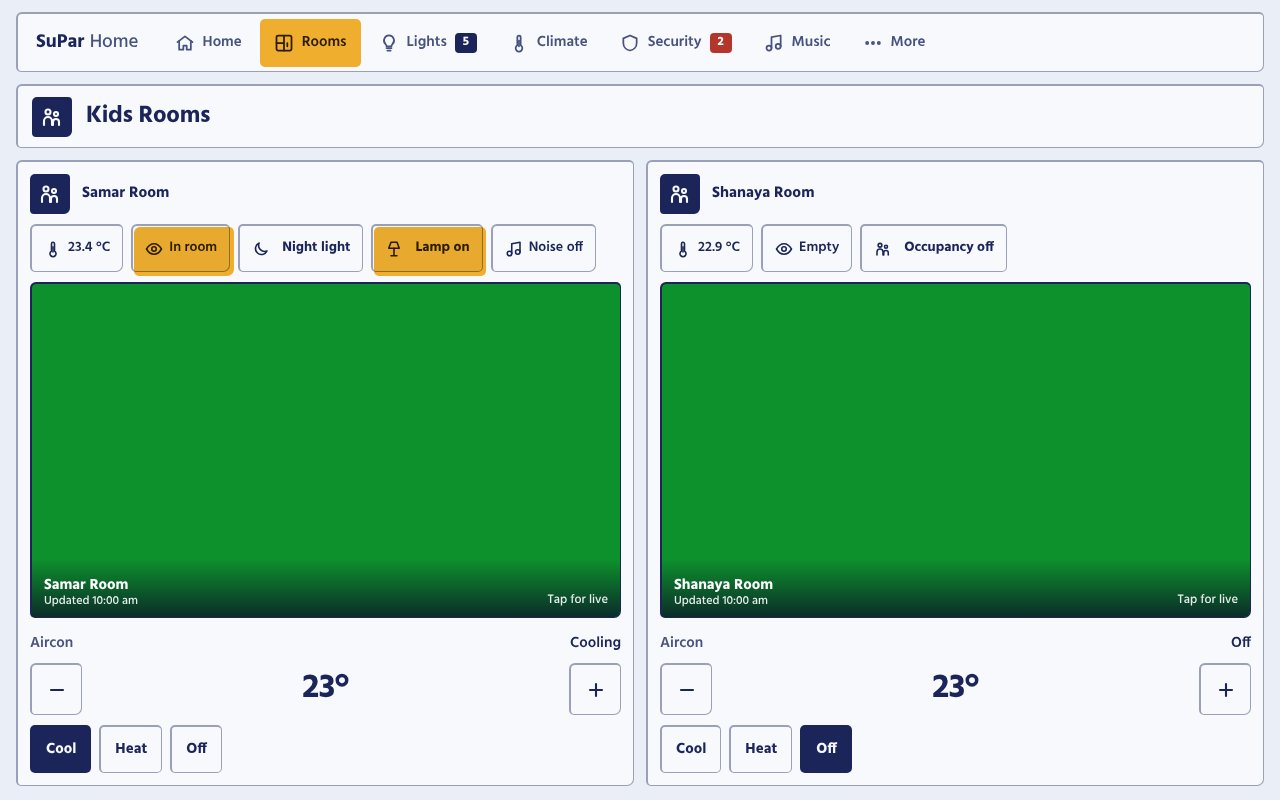 SuPar Home
Home
Rooms
Lights 5
Climate
Security 2
Music
More
Kids Rooms
Samar Room
23.4 °C
In room
Night light
Lamp on
Noise off
Samar Room
Updated 10:00 am
Tap for live
Aircon
Cooling
−
23°
+
Cool
Heat
Off
Shanaya Room
22.9 °C
Empty
Occupancy off
Shanaya Room
Updated 10:00 am
Tap for live
Aircon
Off
−
23°
+
Cool
Heat
Off